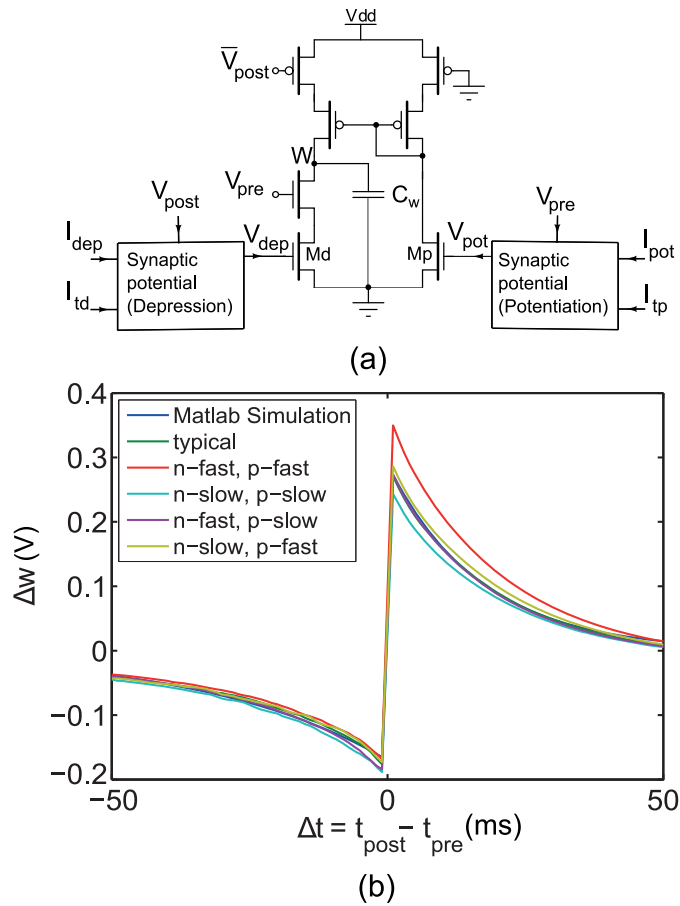 Vdd
V̅post
W
Vpre
Cw
Vpost
Vpre
Idep
Vdep
Md
Mp
Vpot
Ipot
Synaptic
potential
(Depression)
Synaptic
potential
(Potentiation)
Itd
Itp
(a)
0.4
0.3
0.2
0.1
0
−0.1
−0.2
Δw (V)
Matlab Simulation
typical
n−fast, p−fast
n−slow, p−slow
n−fast, p−slow
n−slow, p−fast
−50
0
50
Δt = tpost − tpre (ms)
(b)